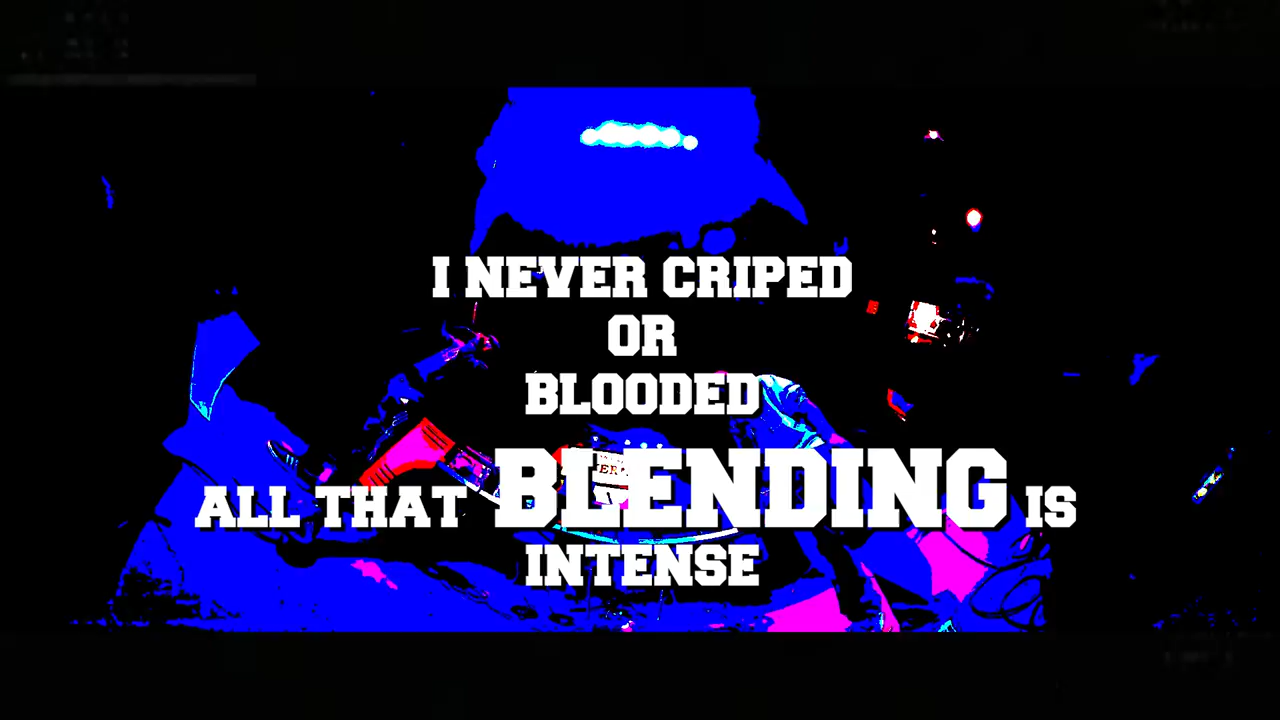 I NEVER CRIPED
OR
BLOODED
ALL THAT BLENDING IS
INTENSE